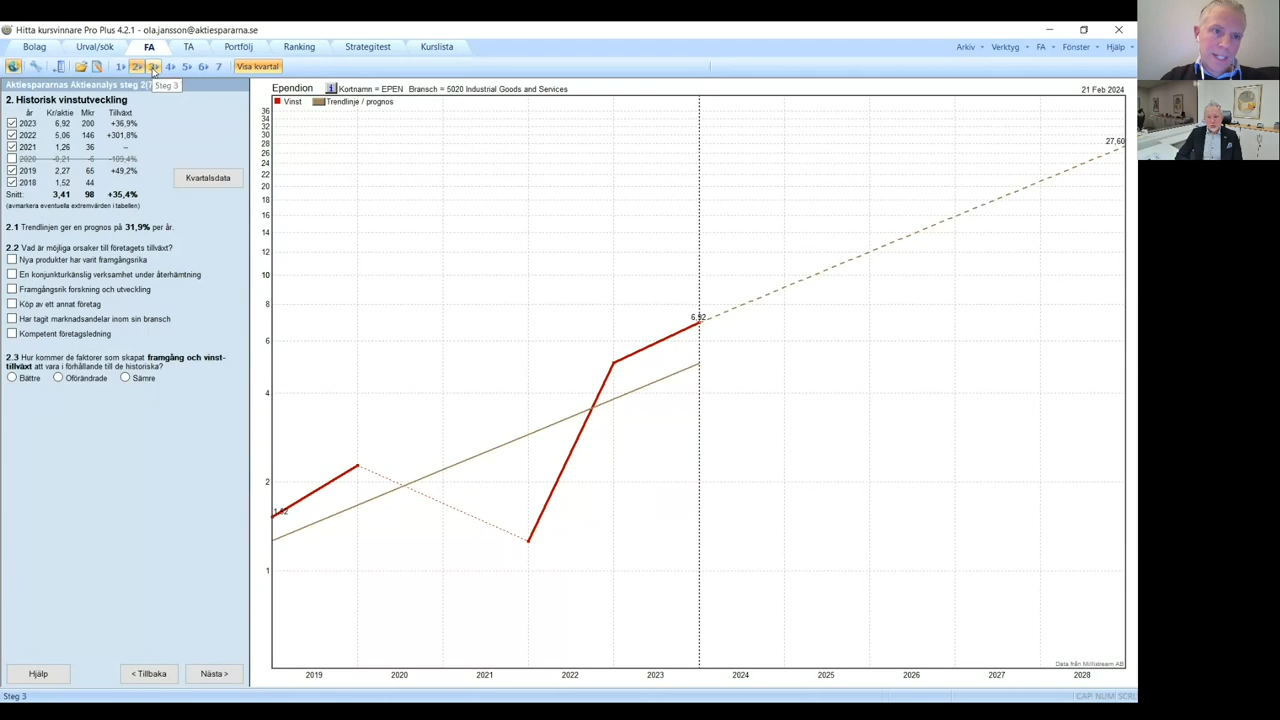 Hitta kursvinnare Pro Plus 4.2.1 - ola.jansson@aktiespararna.se
Bolag Urval/sök FA TA Portfölj Ranking Strategitest Kurslista Arkiv Verktyg FA Fönster Hjälp
1 2 3 4 5 6 7 Visa kvartal
Aktiespararnas Aktieanalys steg 2(7
Steg 3
2. Historisk vinstutveckling
år Kr/aktie Mkr Tillväxt
2023 6,92 200 +36,9%
2022 5,06 146 +301,8%
2021 1,26 36 --
2020 -0,21 -6 -109,4%
2019 2,27 65 +49,2%
2018 1,52 44
Snitt: 3,41 98 +35,4%
(avmarkera eventuella extremvärden i tabellen)
Kvartalsdata
2.1 Trendlinjen ger en prognos på 31,9% per år.
2.2 Vad är möjliga orsaker till företagets tillväxt?
Nya produkter har varit framgångsrika
En konjunkturkänslig verksamhet under återhämtning
Framgångsrik forskning och utveckling
Köp av ett annat företag
Har tagit marknadsandelar inom sin bransch
Kompetent företagsledning
2.3 Hur kommer de faktorer som skapat framgång och vinst-
tillväxt att vara i förhållande till de historiska?
Bättre Oförändrade Sämre
Hjälp < Tillbaka Nästa >
Steg 3
Ependion i Kortnamn = EPEN Bransch = 5020 Industrial Goods and Services 21 Feb 2024
Vinst Trendlinje / prognos
36
34
32
30
28
26
24
22
20
18
16
14
12
10
8
6
4
2
1
1,52
6,92
27,60
Data från Millistream AB
2019 2020 2021 2022 2023 2024 2025 2026 2027 2028
CAP NUM SCRL